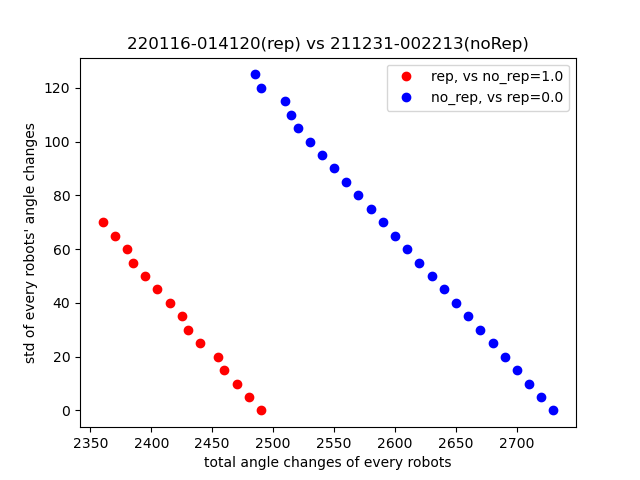 220116-014120(rep) vs 211231-002213(noRep)
rep, vs no_rep=1.0
no_rep, vs rep=0.0
std of every robots' angle changes
120
100
80
60
40
20
0
2350 2400 2450 2500 2550 2600 2650 2700
total angle changes of every robots